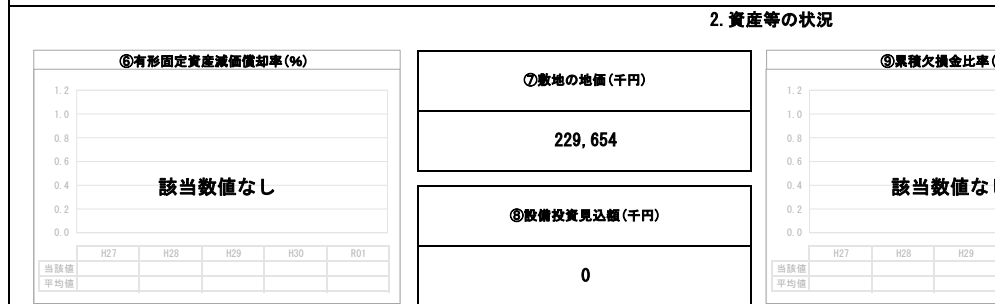 2. 資産等の状況
⑥有形固定資産減価償却率(%)
1.2
1.0
0.8
0.6
0.4
0.2
0.0
該当数値なし
H27 H28 H29 H30 R01
当該値
平均値
⑦敷地の地価(千円)
229,654
⑧設備投資見込額(千円)
0
⑨累積欠損金比率(
1.2
1.0
0.8
0.6
0.4
0.2
0.0
該当数値な
H27 H28 H29
当該値
平均値